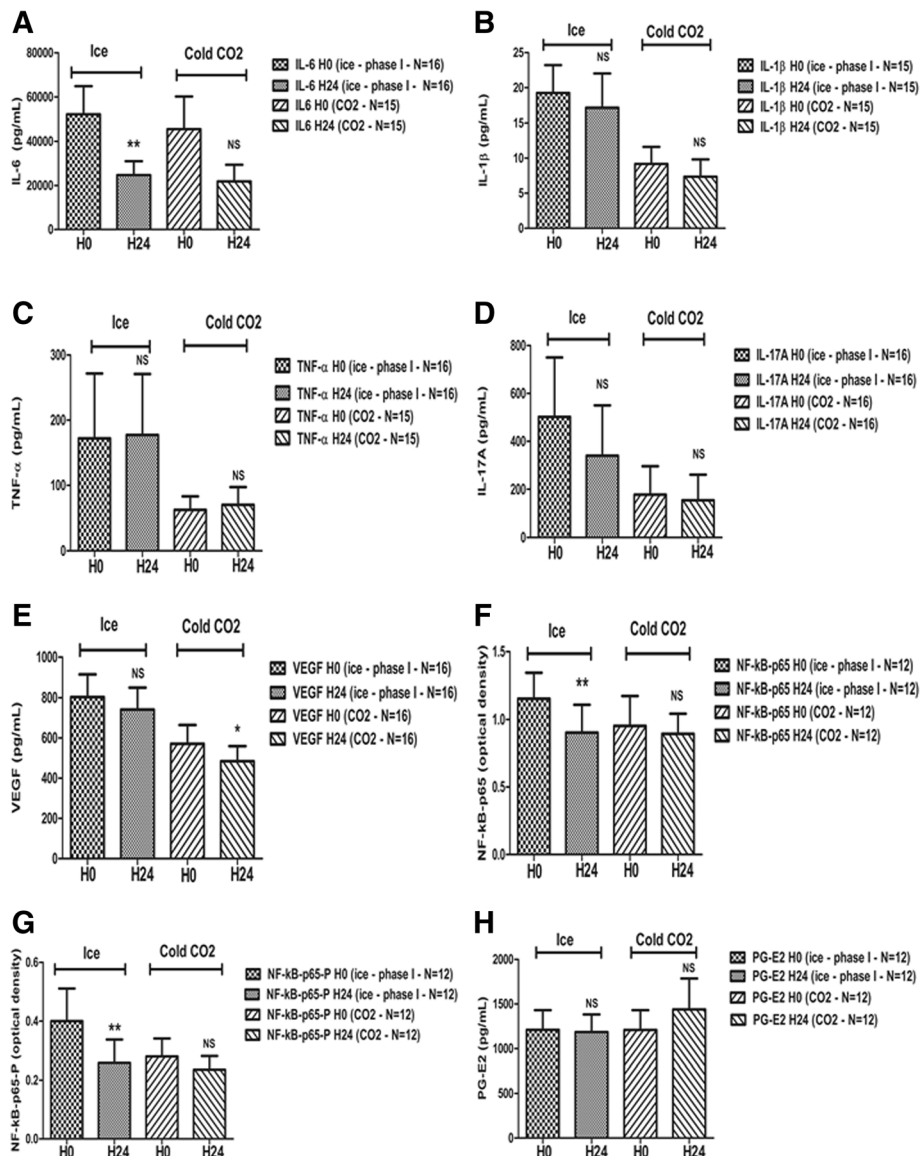 A
Ice
Cold CO2
80000
60000
40000
20000
0
IL-6 (pg/mL)
**
NS
H0
H24
H0
H24
IL-6 H0 (ice - phase I - N=16)
IL-6 H24 (ice - phase I - N=16)
IL6 H0 (CO2 - N=15)
IL6 H24 (CO2 - N=15)
B
Ice
Cold CO2
25
20
15
10
5
0
IL-1β (pg/mL)
NS
NS
H0
H24
H0
H24
IL-1β H0 (ice - phase I - N=15)
IL-1β H24 (ice - phase I - N=15)
IL-1β H0 (CO2 - N=15)
IL-1β H24 (CO2 - N=15)
C
Ice
Cold CO2
300
200
100
0
TNF-α (pg/mL)
NS
NS
H0
H24
H0
H24
TNF-α H0 (ice - phase I - N=16)
TNF-α H24 (ice - phase I - N=16)
TNF-α H0 (CO2 - N=15)
TNF-α H24 (CO2 - N=15)
D
Ice
Cold CO2
800
600
400
200
0
IL-17A (pg/mL)
NS
NS
H0
H24
H0
H24
IL-17A H0 (ice - phase I - N=16)
IL-17A H24 (ice - phase I - N=16)
IL-17A H0 (CO2 - N=16)
IL-17A H24 (CO2 - N=16)
E
Ice
Cold CO2
1000
800
600
400
200
0
VEGF (pg/mL)
NS
*
H0
H24
H0
H24
VEGF H0 (ice - phase I - N=16)
VEGF H24 (ice - phase I - N=16)
VEGF H0 (CO2 - N=16)
VEGF H24 (CO2 - N=16)
F
Ice
Cold CO2
1.5
1.0
0.5
0.0
NF-kB-p65 (optical density)
**
NS
H0
H24
H0
H24
NF-kB-p65 H0 (ice - phase I - N=12)
NF-kB-p65 H24 (ice - phase I - N=12)
NF-kB-p65 H0 (CO2 - N=12)
NF-kB-p65 H24 (CO2 - N=12)
G
Ice
Cold CO2
0.6
0.4
0.2
0.0
NF-kB-p65-P (optical density)
**
NS
H0
H24
H0
H24
NF-kB-p65-P H0 (ice - phase I - N=12)
NF-kB-p65-P H24 (ice - phase I - N=12)
NF-kB-p65-P H0 (CO2 - N=12)
NF-kB-p65-P H24 (CO2 - N=12)
H
Ice
Cold CO2
2000
1500
1000
500
0
PG-E2 (pg/mL)
NS
NS
H0
H24
H0
H24
PG-E2 H0 (ice - phase I - N=12)
PG-E2 H24 (ice - phase I - N=12)
PG-E2 H0 (CO2 - N=12)
PG-E2 H24 (CO2 - N=12)